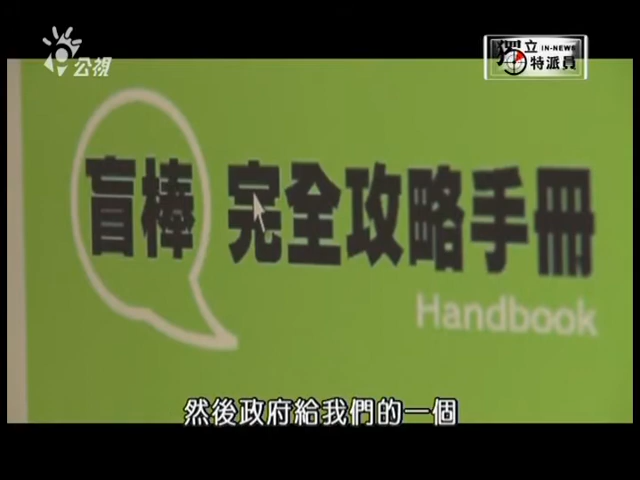 公視
獨立
IN-NEWS
特派員
盲棒 完全攻略手冊
Handbook
然後政府給我們的一個